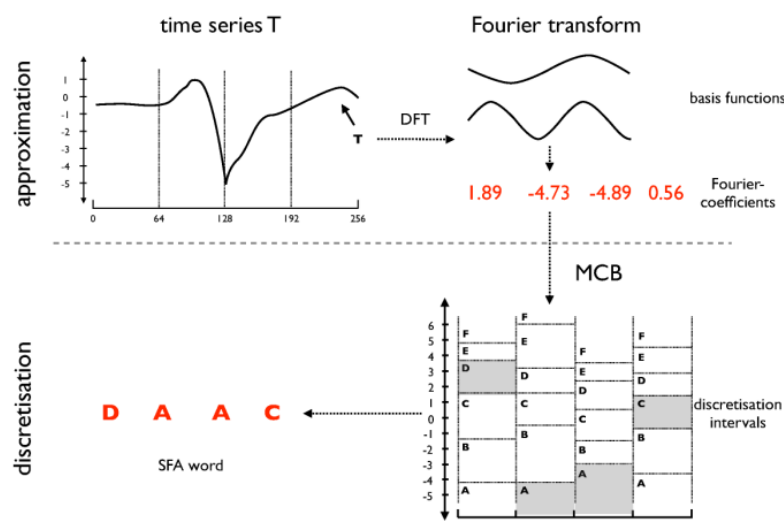 time series T
Fourier transform
approximation
1
0
-1
-2
-3
-4
-5
T
0 64 128 192 256
DFT
basis functions
1.89 -4.73 -4.89 0.56
Fourier-
coefficients
MCB
discretisation
D A A C
SFA word
6
5
4
3
2
1
0
-1
-2
-3
-4
-5
F
E
D
C
B
A
F
E
D
C
B
A
F
E
D
C
B
A
F
E
D
C
B
A
discretisation
intervals